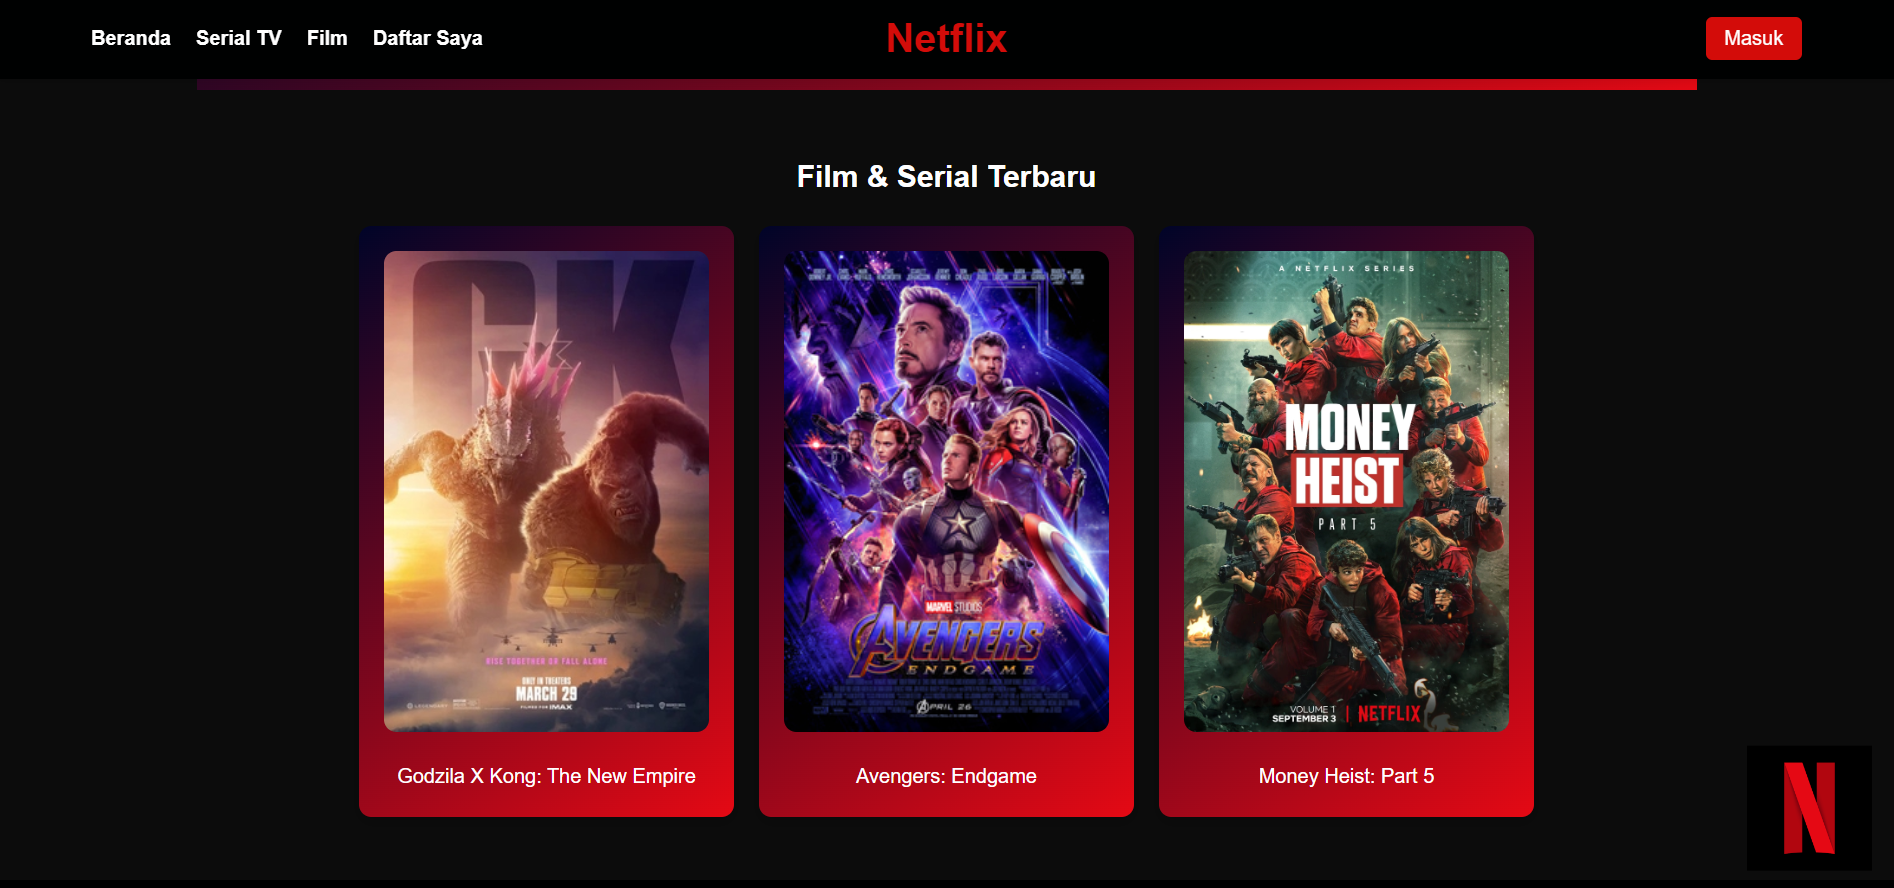 Beranda Serial TV Film Daftar Saya Netflix Masuk
Film & Serial Terbaru
GK
RISE TOGETHER OR FALL ALONE
ONLY IN THEATERS
MARCH 29
FILMED FOR IMAX
LEGENDARY
Godzila X Kong: The New Empire
MARVEL STUDIOS
AVENGERS
ENDGAME
APRIL 26
Avengers: Endgame
A NETFLIX SERIES
MONEY
HEIST
PART 5
VOLUME 1
SEPTEMBER 3 | NETFLIX
Money Heist: Part 5
N